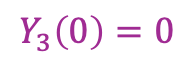 Y₃(0) = 0